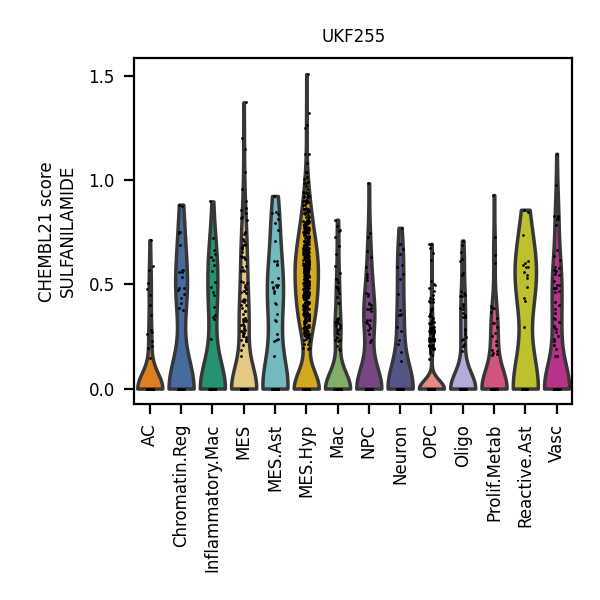 UKF255
CHEMBL21 score
SULFANILAMIDE
1.5
1.0
0.5
0.0
AC
Chromatin.Reg
Inflammatory.Mac
MES
MES.Ast
MES.Hyp
Mac
NPC
Neuron
OPC
Oligo
Prolif.Metab
Reactive.Ast
Vasc